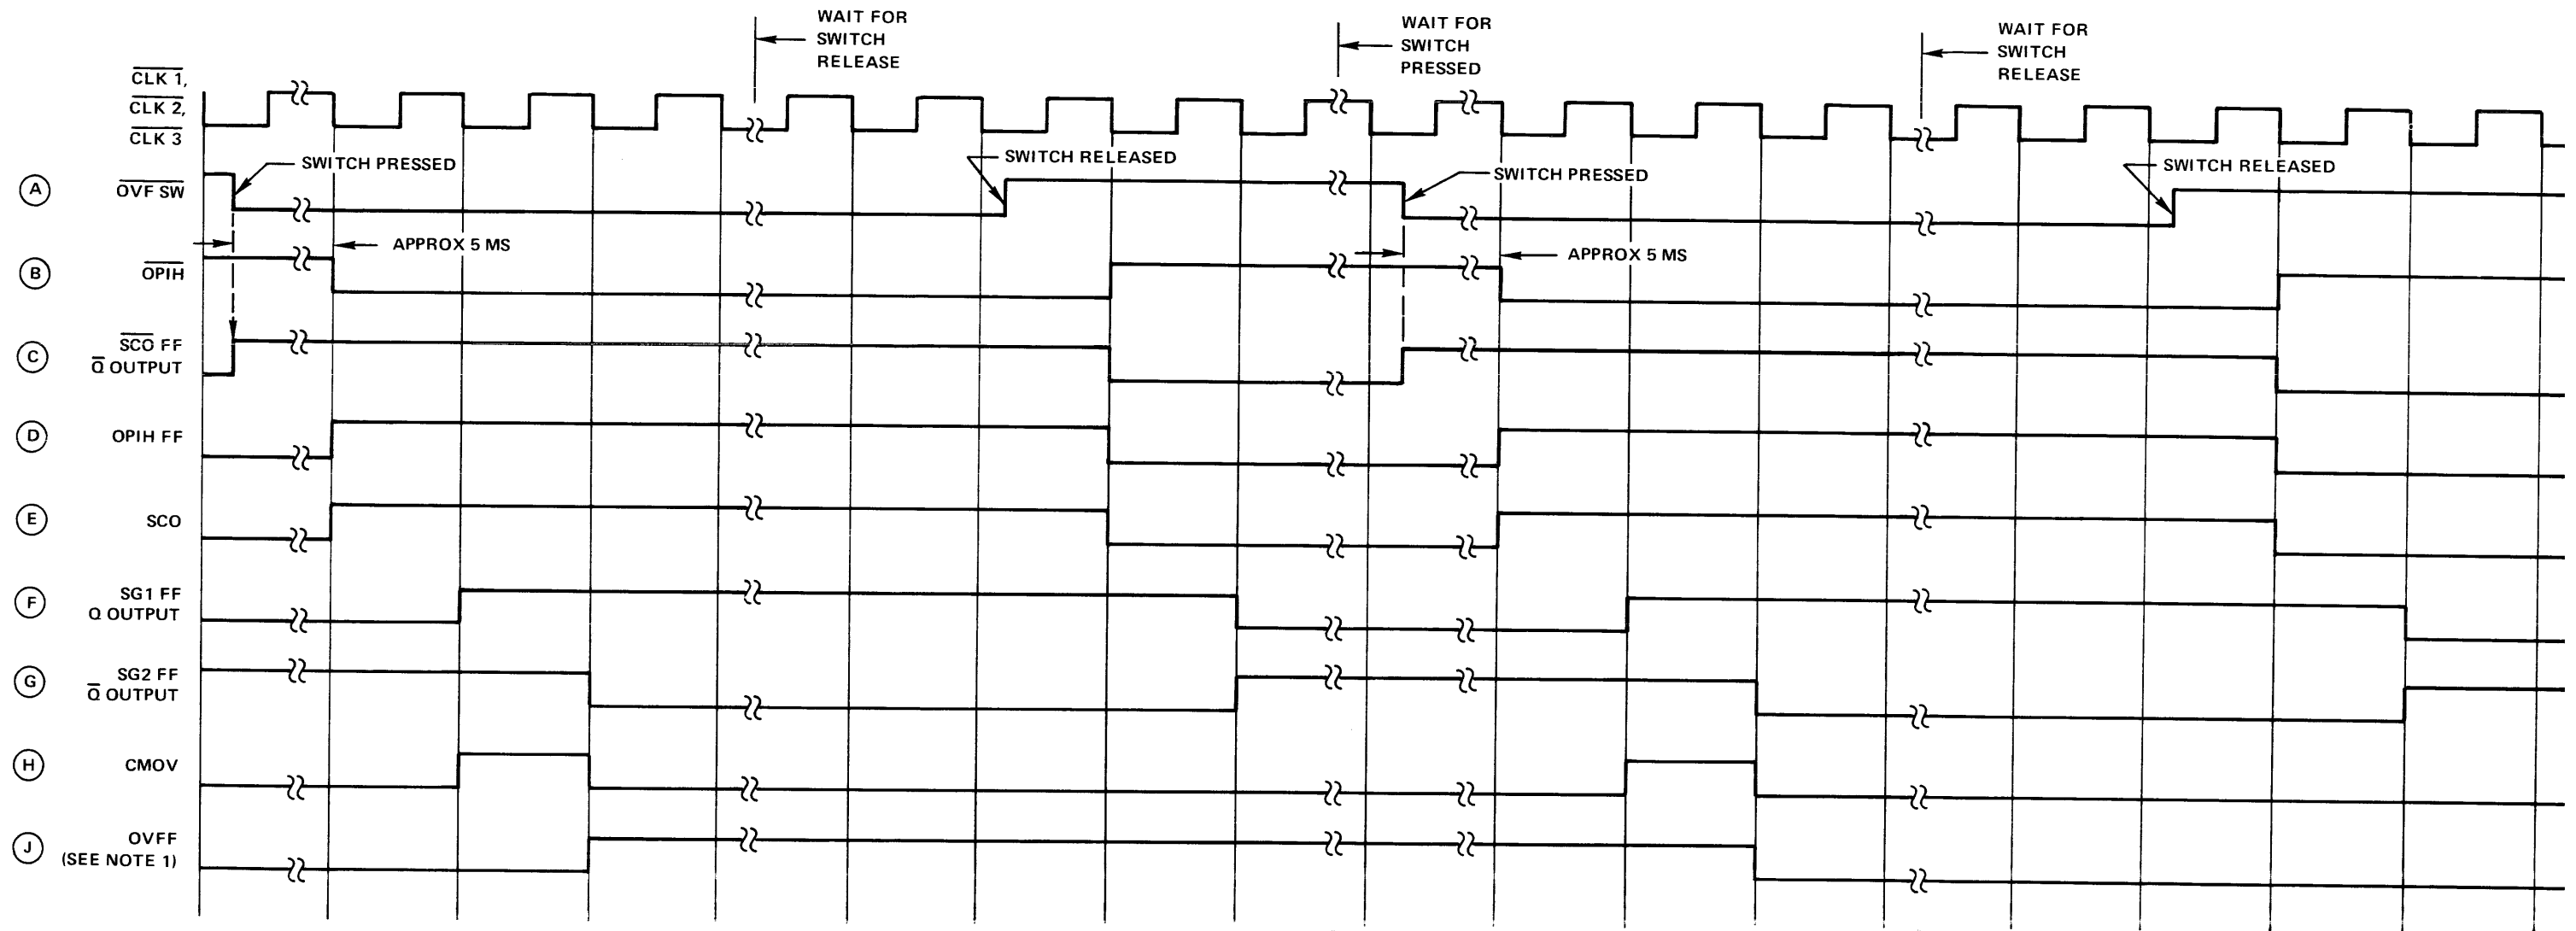 WAIT FOR
SWITCH
RELEASE
WAIT FOR
SWITCH
PRESSED
WAIT FOR
SWITCH
RELEASE
CLK 1,
CLK 2,
CLK 3
SWITCH PRESSED
SWITCH RELEASED
SWITCH PRESSED
SWITCH RELEASED
A OVF SW
APPROX 5 MS
APPROX 5 MS
B OPIH
C SCO FF
Q̅ OUTPUT
D OPIH FF
E SCO
F SG1 FF
Q OUTPUT
G SG2 FF
Q̅ OUTPUT
H CMOV
J OVFF
(SEE NOTE 1)